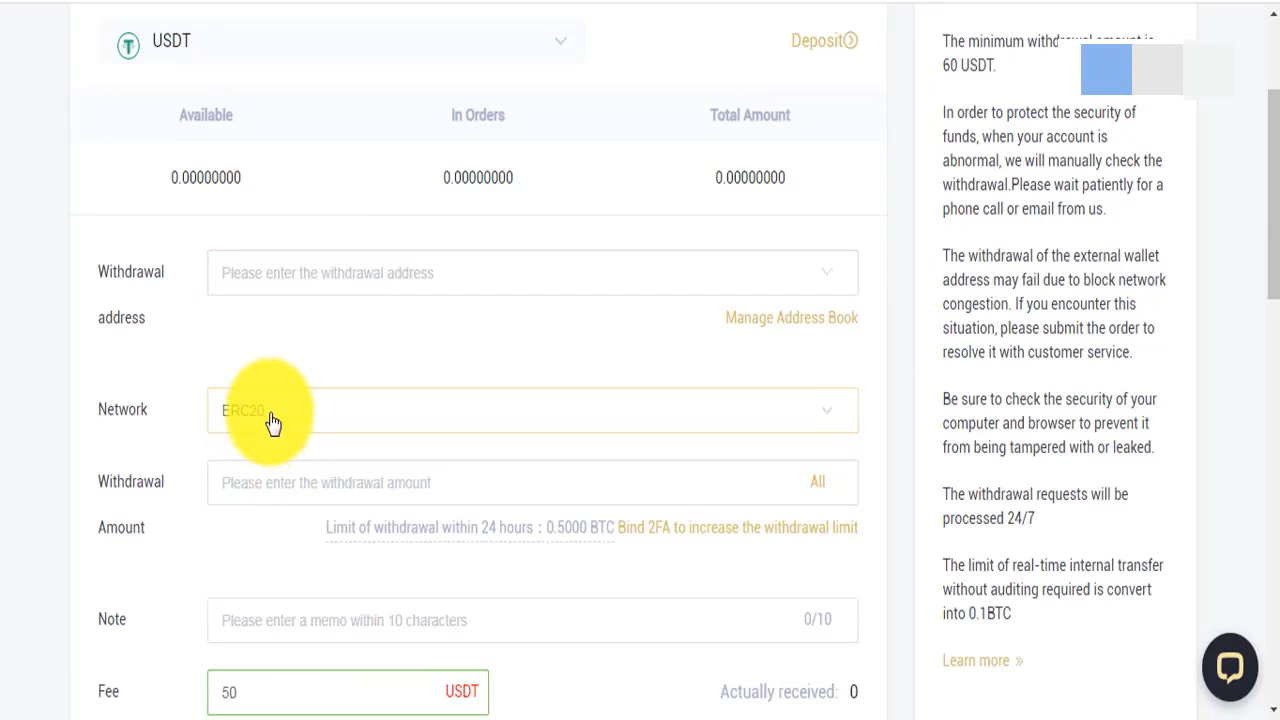 USDT
Deposit
Available In Orders Total Amount
0.00000000 0.00000000 0.00000000
Withdrawal
address
Please enter the withdrawal address
Manage Address Book
Network
ERC20
Withdrawal
Amount
Please enter the withdrawal amount
All
Limit of withdrawal within 24 hours : 0.5000 BTC Bind 2FA to increase the withdrawal limit
Note
Please enter a memo within 10 characters
0/10
Fee
50
USDT
Actually received: 0
The minimum withdrawal amount is
60 USDT.
In order to protect the security of
funds, when your account is
abnormal, we will manually check the
withdrawal.Please wait patiently for a
phone call or email from us.
The withdrawal of the external wallet
address may fail due to block network
congestion. If you encounter this
situation, please submit the order to
resolve it with customer service.
Be sure to check the security of your
computer and browser to prevent it
from being tampered with or leaked.
The withdrawal requests will be
processed 24/7
The limit of real-time internal transfer
without auditing required is convert
into 0.1BTC
Learn more »